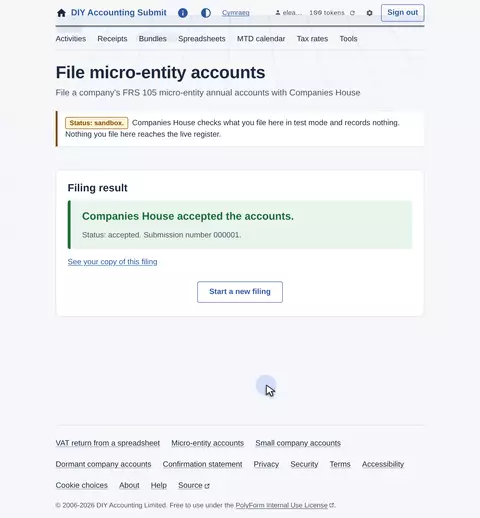 DIY Accounting Submit
Cymraeg
elea...
100 tokens
Sign out
Activities Receipts Bundles Spreadsheets MTD calendar Tax rates Tools
File micro-entity accounts
File a company's FRS 105 micro-entity annual accounts with Companies House
Status: sandbox. Companies House checks what you file here in test mode and records nothing.
Nothing you file here reaches the live register.
Filing result
Companies House accepted the accounts.
Status: accepted. Submission number 000001.
See your copy of this filing
Start a new filing
VAT return from a spreadsheet Micro-entity accounts Small company accounts
Dormant company accounts Confirmation statement Privacy Security Terms Accessibility
Cookie choices About Help Source
© 2006-2026 DIY Accounting Limited. Free to use under the PolyForm Internal Use License.